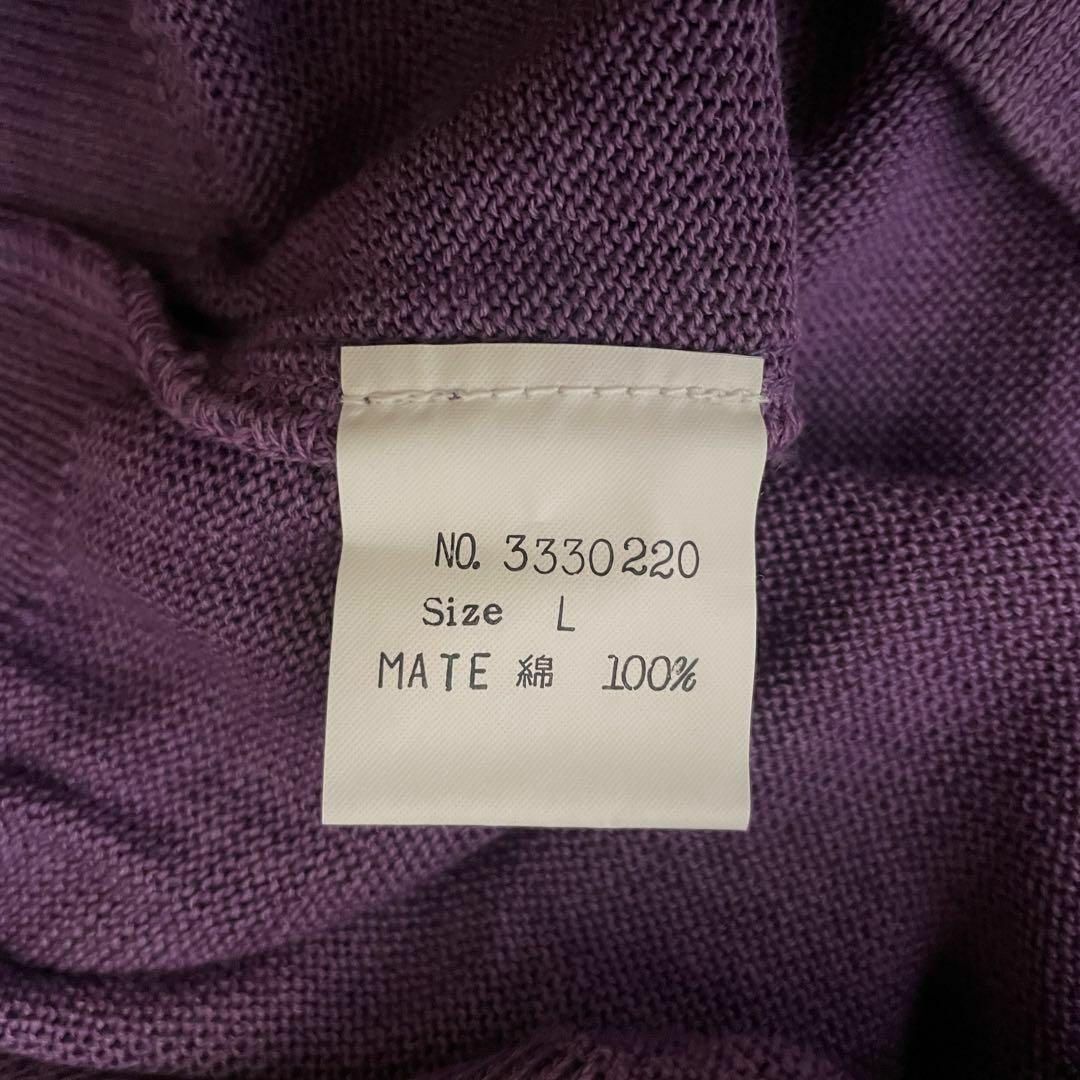 NO. 3330220
Size L
MATE 綿 100%